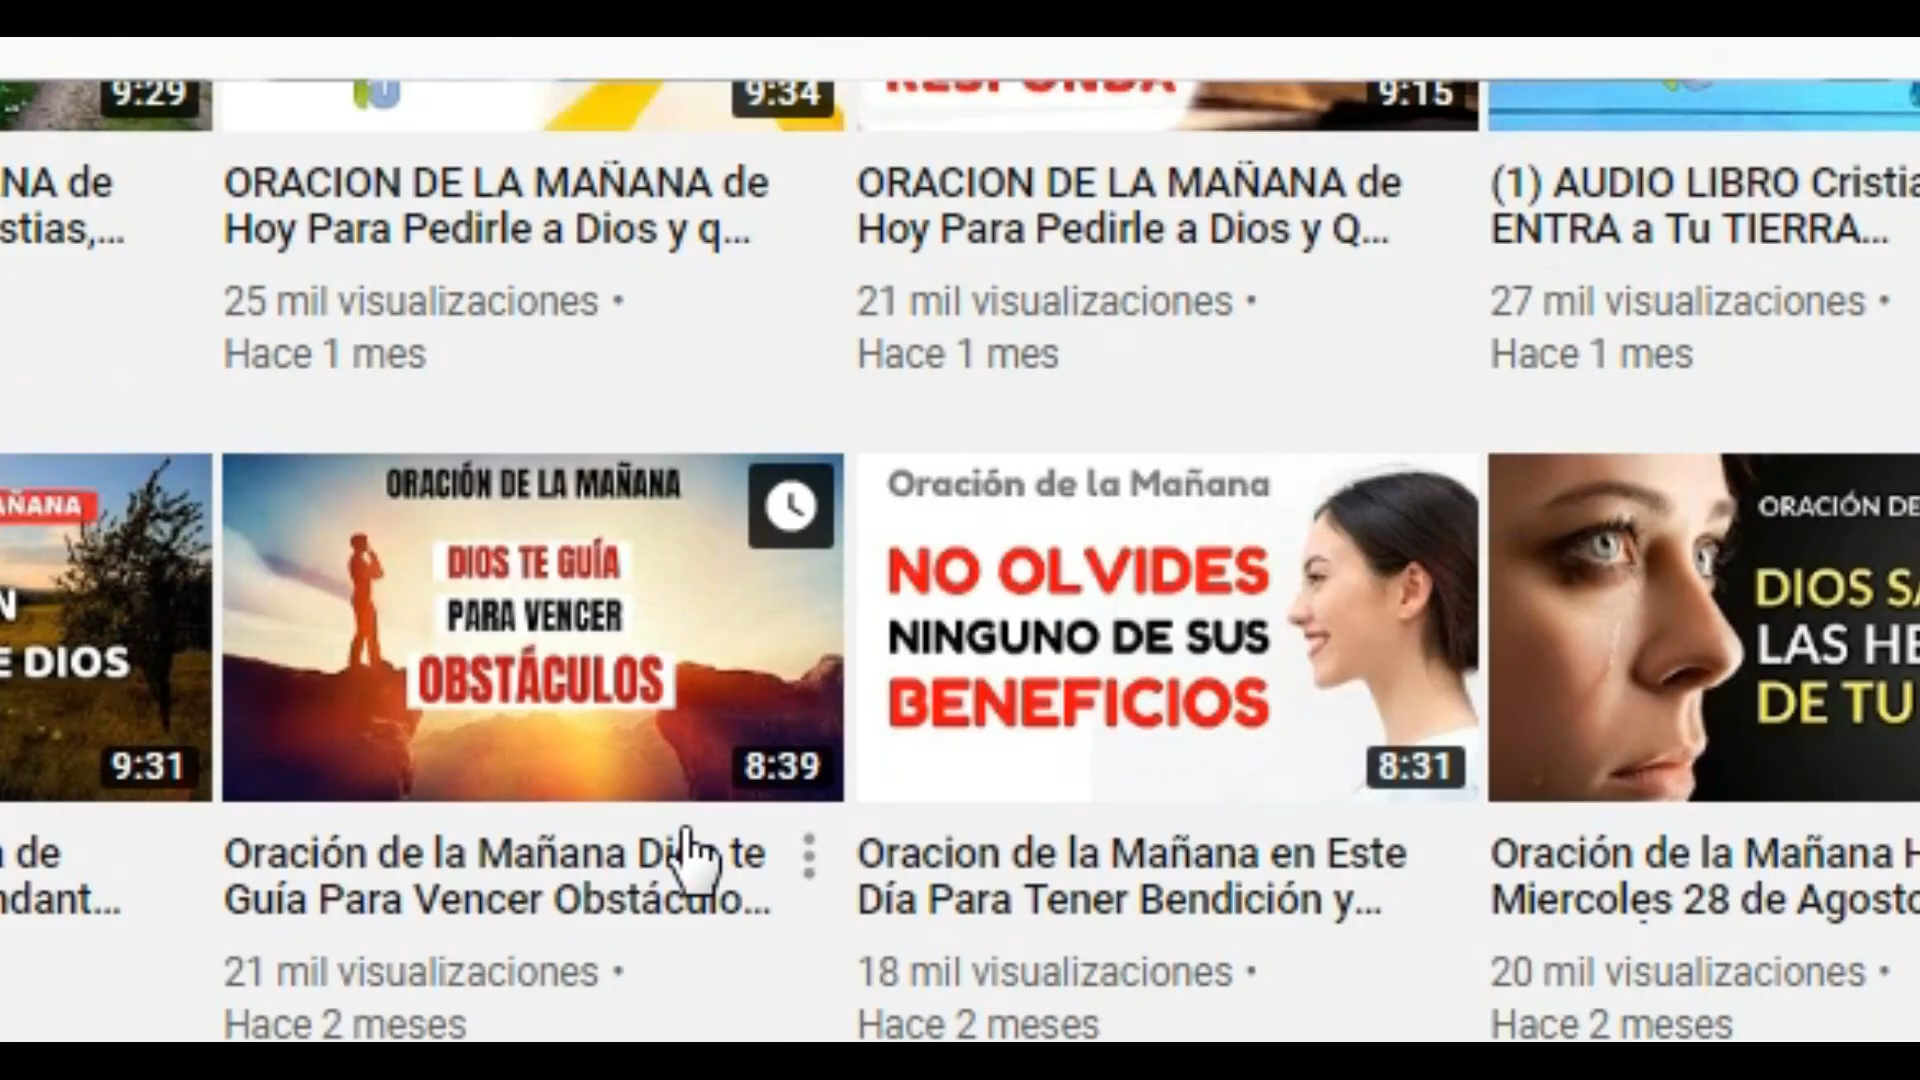 9:29
9:34
RESPONDA
9:15
NA de
stias,...
ORACION DE LA MAÑANA de
Hoy Para Pedirle a Dios y q...
25 mil visualizaciones •
Hace 1 mes
ORACION DE LA MAÑANA de
Hoy Para Pedirle a Dios y Q...
21 mil visualizaciones •
Hace 1 mes
(1) AUDIO LIBRO Cristia
ENTRA a Tu TIERRA...
27 mil visualizaciones •
Hace 1 mes
AÑANA
N
E DIOS
9:31
ORACIÓN DE LA MAÑANA
DIOS TE GUÍA
PARA VENCER
OBSTÁCULOS
8:39
Oración de la Mañana
NO OLVIDES
NINGUNO DE SUS
BENEFICIOS
8:31
ORACIÓN DE
DIOS SA
LAS HE
DE TU
de
ndant...
Oración de la Mañana Dios te
Guía Para Vencer Obstáculo...
21 mil visualizaciones •
Hace 2 meses
Oracion de la Mañana en Este
Día Para Tener Bendición y...
18 mil visualizaciones •
Hace 2 meses
Oración de la Mañana H
Miercoles 28 de Agosto
20 mil visualizaciones •
Hace 2 meses